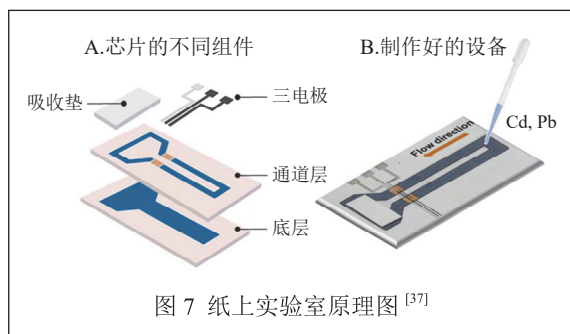 A.芯片的不同组件
B.制作好的设备
吸收垫
三电极
Cd, Pb
Flow direction
通道层
底层
图 7 纸上实验室原理图 [37]